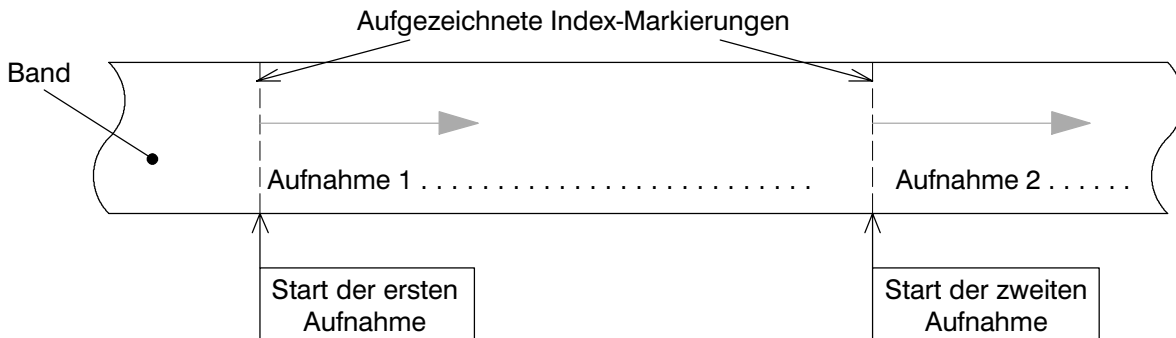 Aufgezeichnete Index-Markierungen
Band
Aufnahme 1 . . . . . . . . . . . . . . . . . . . . . . . . . .
Aufnahme 2 . . . . . .
Start der ersten
Aufnahme
Start der zweiten
Aufnahme